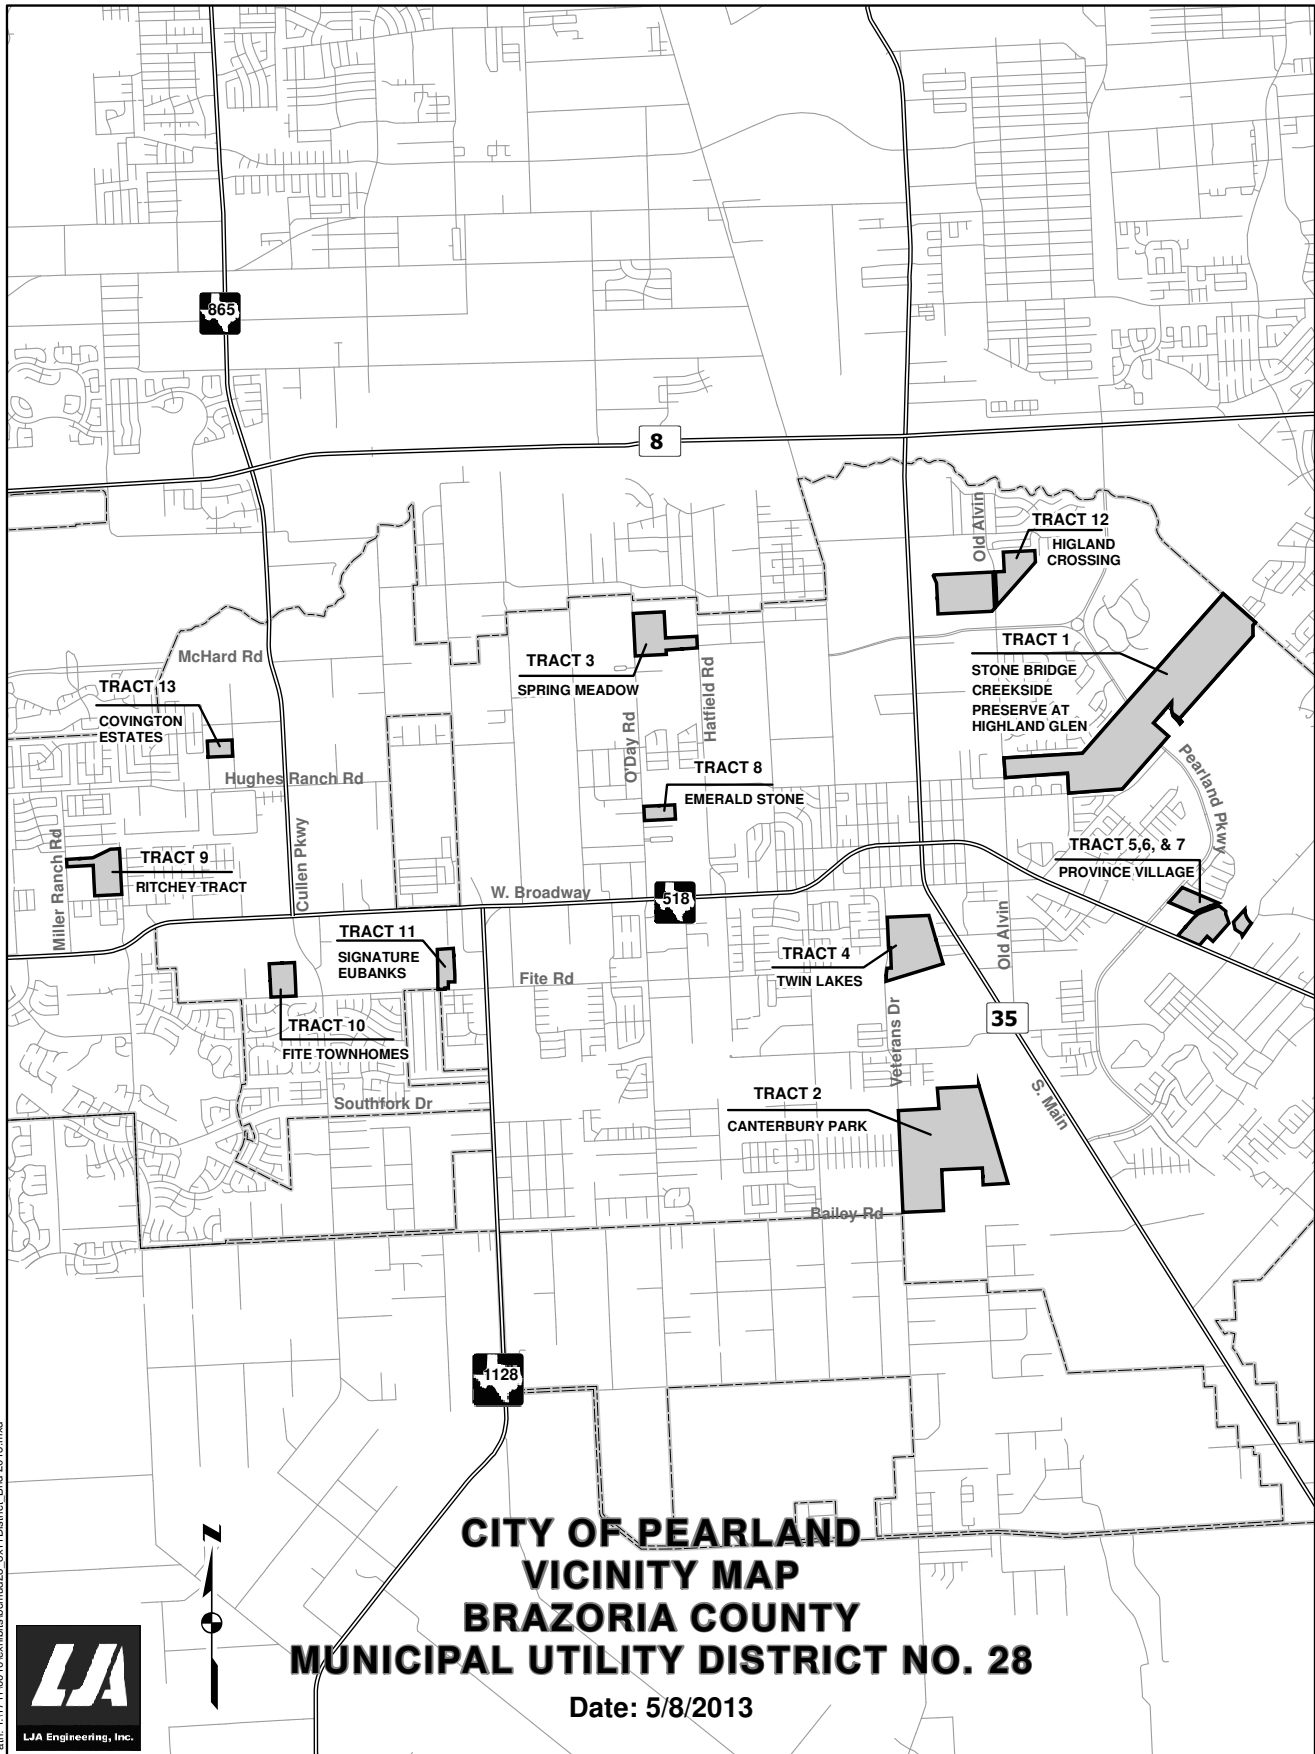 865
8
Old Alvin
TRACT 12
HIGLAND
CROSSING
McHard Rd
TRACT 13
COVINGTON
ESTATES
TRACT 3
SPRING MEADOW
Hatfield Rd
O'Day Rd
TRACT 1
STONE BRIDGE
CREEKSIDE
PRESERVE AT
HIGHLAND GLEN
Hughes Ranch Rd
TRACT 8
EMERALD STONE
Pearland Pkwy
Miller Ranch Rd
TRACT 9
RITCHEY TRACT
Cullen Pkwy
W. Broadway
518
TRACT 5,6, & 7
PROVINCE VILLAGE
TRACT 11
SIGNATURE
EUBANKS
Fite Rd
TRACT 4
TWIN LAKES
Old Alvin
TRACT 10
FITE TOWNHOMES
Veterans Dr
35
Southfork Dr
TRACT 2
CANTERBURY PARK
S. Main
Bailey Rd
1128
Z
CITY OF PEARLAND
VICINITY MAP
BRAZORIA COUNTY
MUNICIPAL UTILITY DISTRICT NO. 28
Date: 5/8/2013
LJA
LJA Engineering, Inc.